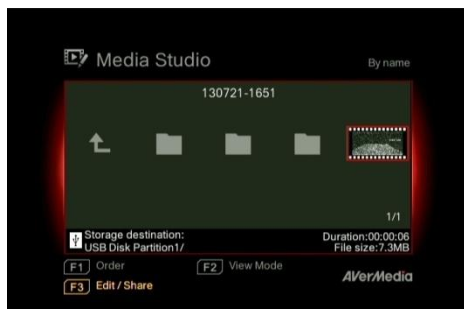 Media Studio
By name
130721-1651
1/1
Storage destination:
USB Disk Partition1/
Duration:00:00:06
File size:7.3MB
F1 Order
F2 View Mode
F3 Edit / Share
AVerMedia